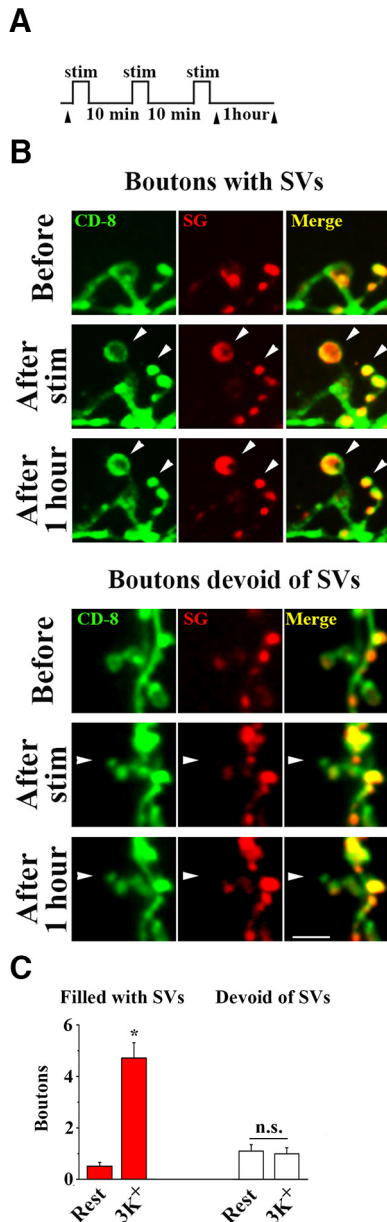 A
stim stim stim
10 min 10 min 1hour
B
Boutons with SVs
CD-8 SG Merge
Before
After stim
After 1 hour
Boutons devoid of SVs
CD-8 SG Merge
Before
After stim
After 1 hour
C
Filled with SVs Devoid of SVs
Boutons
6
4
2
0
*
n.s.
Rest 3K+ Rest 3K+